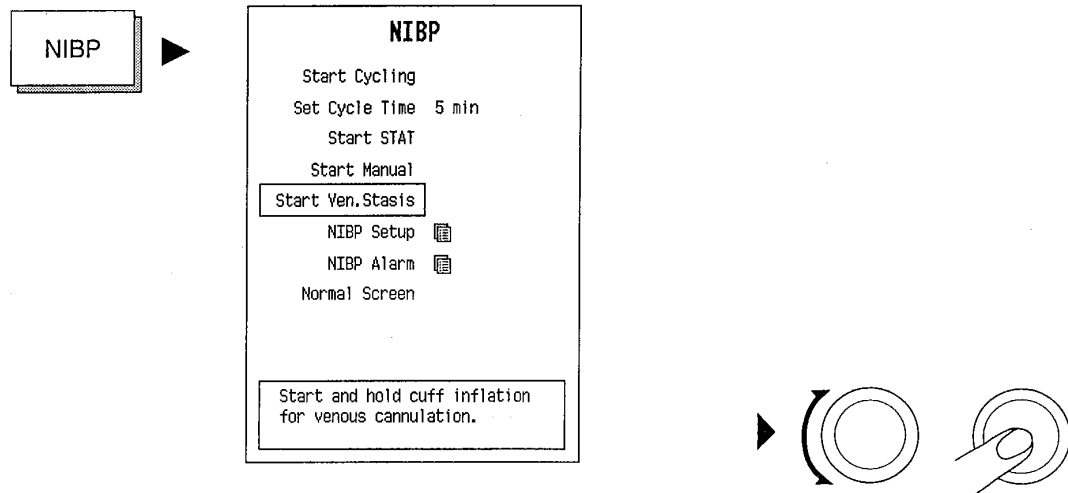 NIBP
NIBP
Start Cycling
Set Cycle Time 5 min
Start STAT
Start Manual
Start Ven.Stasis
NIBP Setup
NIBP Alarm
Normal Screen
Start and hold cuff inflation
for venous cannulation.